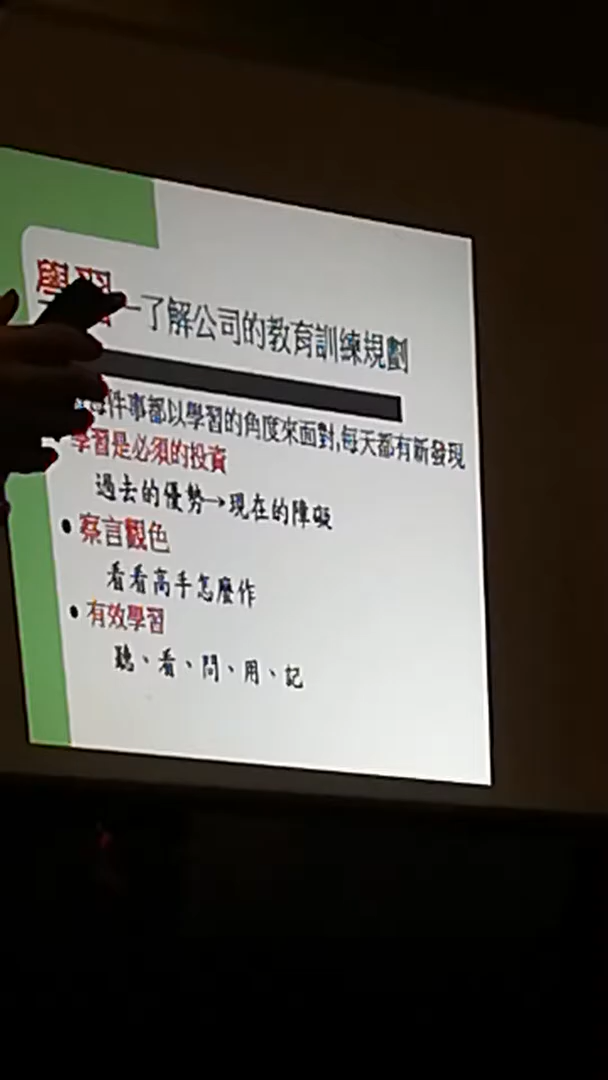 學習
—了解公司的教育訓練規劃
每件事都以學習的角度來面對,每天都有新發現
學習是必須的投資
過去的優勢→現在的障礙
• 察言觀色
看看高手怎麼作
• 有效學習
聽、看、問、用、記